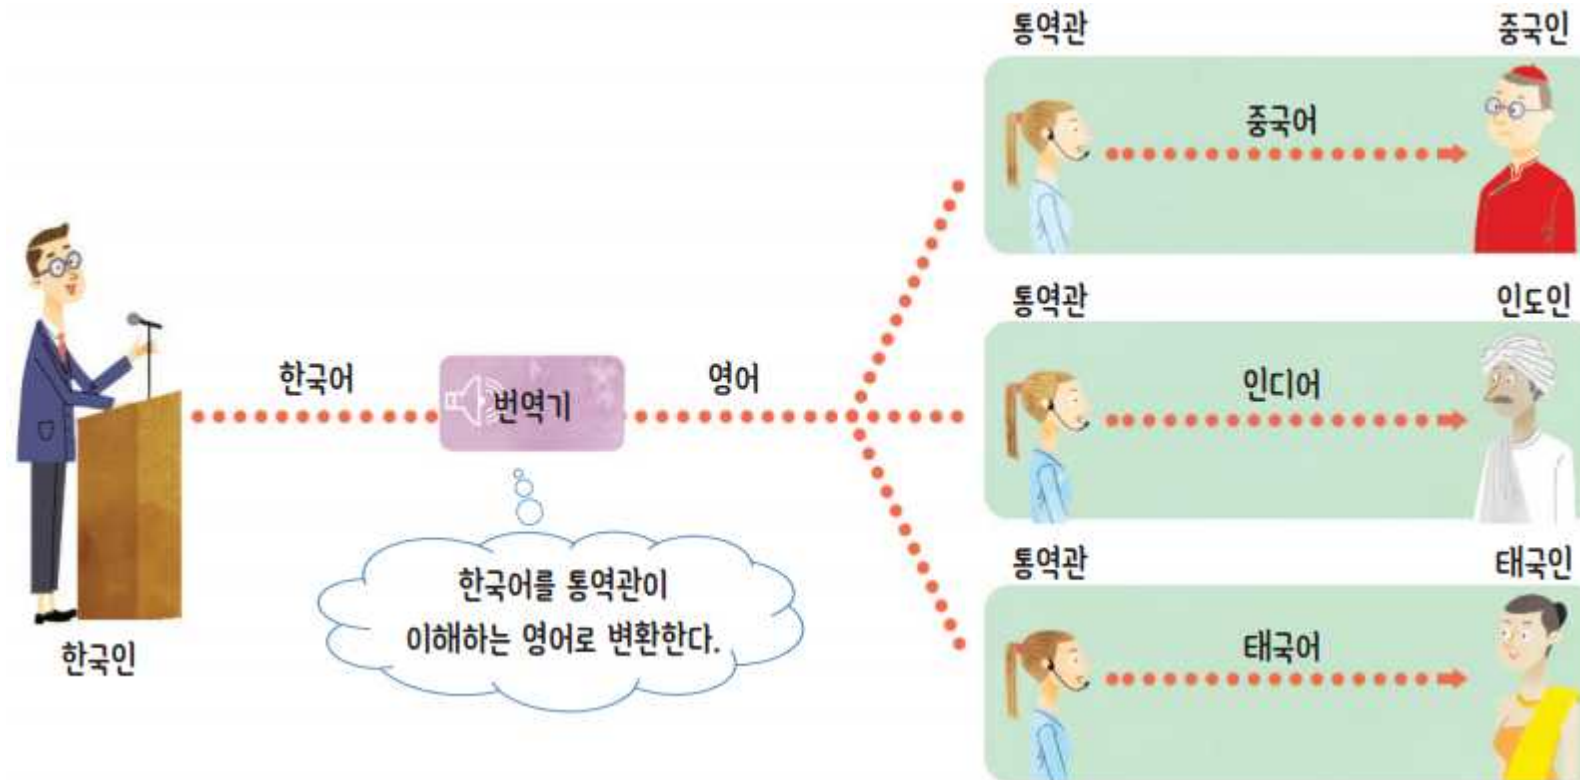 통역관
중국인
중국어
통역관
인도인
인디어
한국어
번역기
영어
통역관
태국인
태국어
한국어를 통역관이
이해하는 영어로 변환한다.
한국인